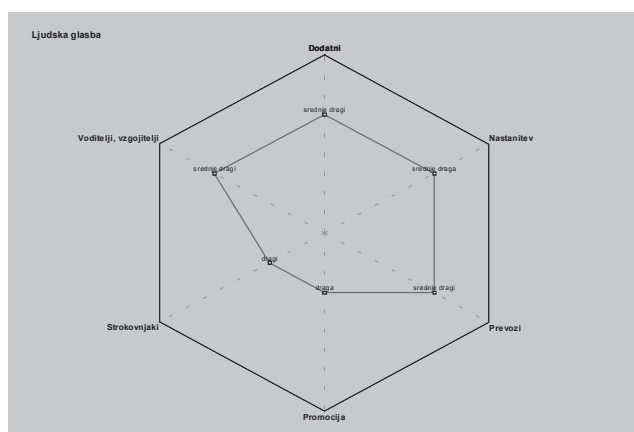 Ljudska glasba
Dodatni
srednje dragi
Voditelji, vzgojitelji
Nastanitev
srednje dragi
srednje draga
dragi
draga
srednje dragi
Strokovnjaki
Prevozi
Promocija